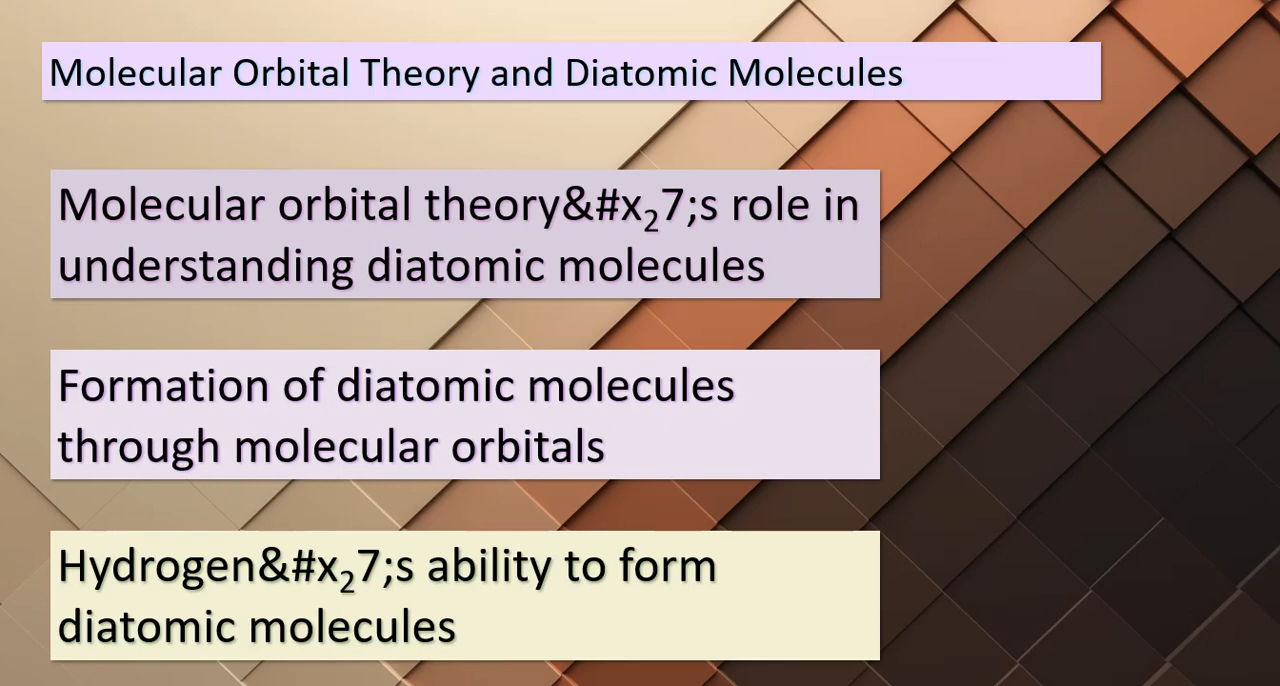 Molecular Orbital Theory and Diatomic Molecules
Molecular orbital theory&#x₂7;s role in
understanding diatomic molecules
Formation of diatomic molecules
through molecular orbitals
Hydrogen&#x₂7;s ability to form
diatomic molecules